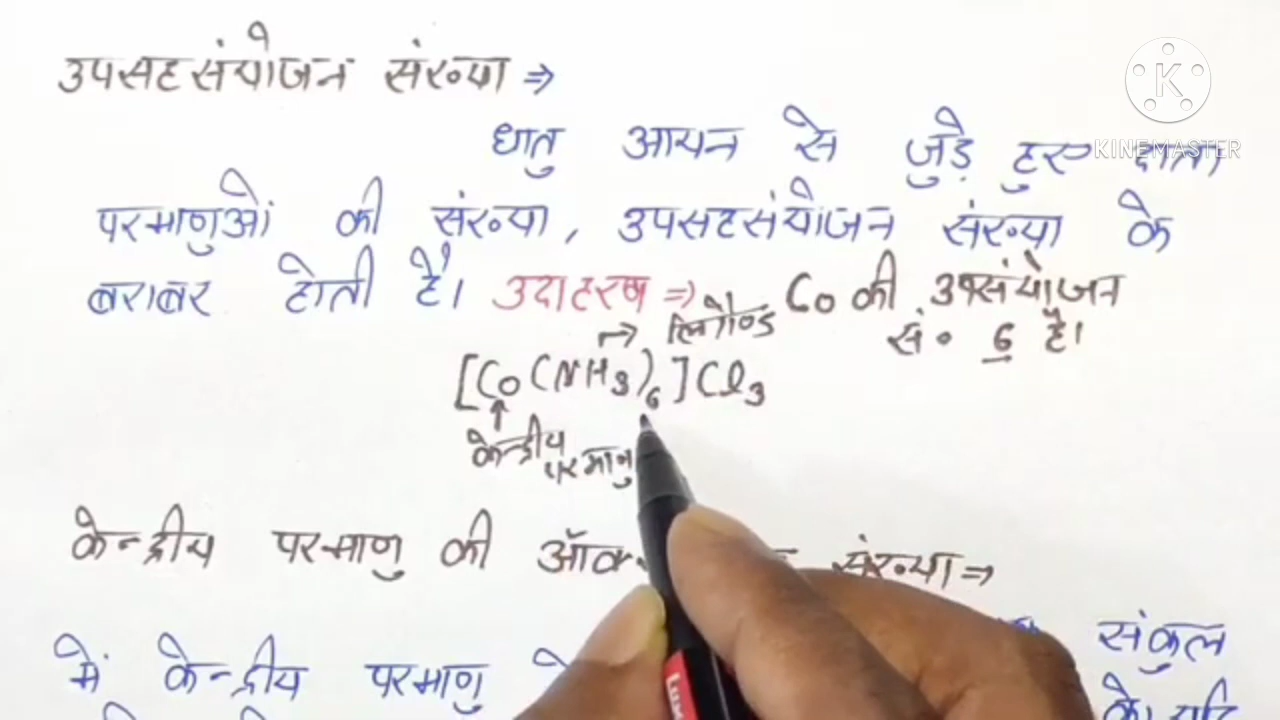 उपसहसंयोजन संख्या ⇒
K
KINEMASTER
धातु आयन से जुड़े हुए दाता
परमाणुओं की संख्या, उपसहसंयोजन संख्या के
बराबर होती है। उदाहरण ⇒ Co की उपसंयोजन
सं० 6 है।
→ लिगेण्ड
[Co(NH3)6]Cl3
↑
केन्द्रीय
परमाणु
केन्द्रीय परमाणु की संख्या ⇒
संकुल
में केन्द्रीय परमाणु
Lux